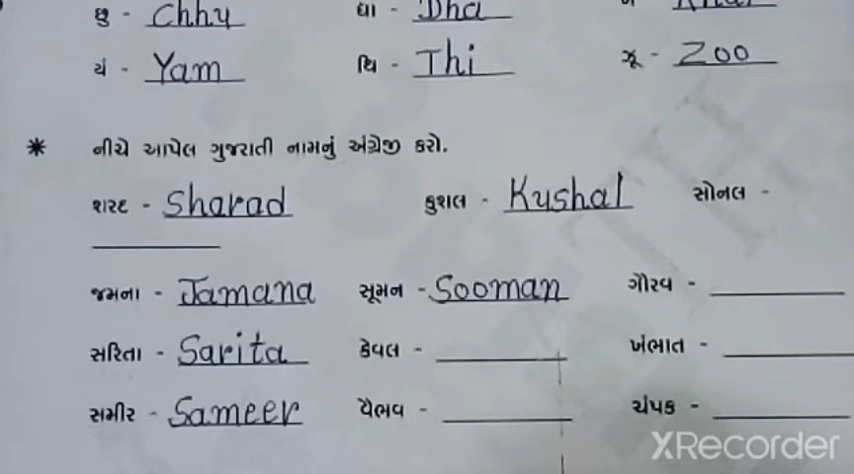 છુ - Chhu ધા - Dha
યં - Yam થિ - Thi ઝૂ - Zoo
* નીચે આપેલ ગુજરાતી નામનું અંગ્રેજી કરો.
શરદ - Sharad કુશલ - Kushal સોનલ -
જમના - Jamana સૂમન - Sooman ગૌરવ -
સરિતા - Sarita કેવલ - ખંભાત -
સમીર - Sameer વૈભવ - ચંપક -
XRecorder